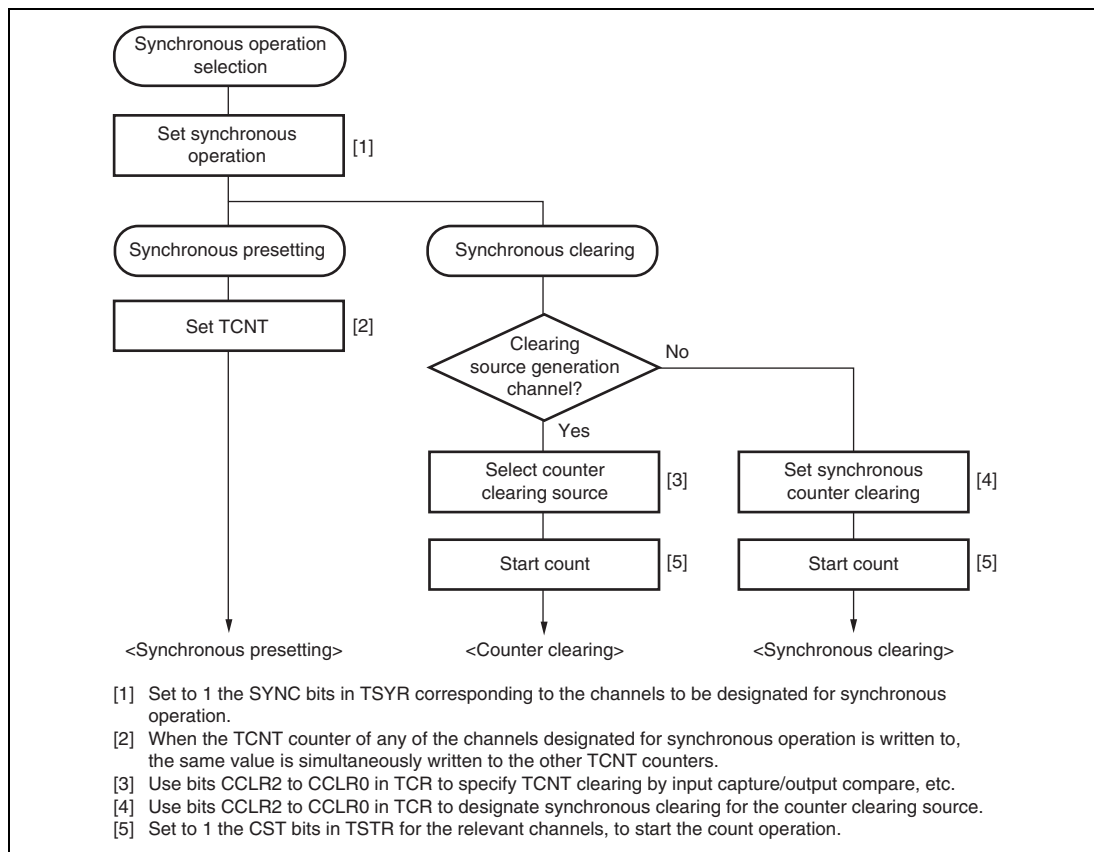 Synchronous operation
selection
Set synchronous
operation
[1]
Synchronous presetting
Synchronous clearing
Set TCNT
[2]
Clearing
source generation
channel?
No
Yes
Select counter
clearing source
[3]
Set synchronous
counter clearing
[4]
Start count
[5]
Start count
[5]
<Synchronous presetting>
<Counter clearing>
<Synchronous clearing>
[1] Set to 1 the SYNC bits in TSYR corresponding to the channels to be designated for synchronous
operation.
[2] When the TCNT counter of any of the channels designated for synchronous operation is written to,
the same value is simultaneously written to the other TCNT counters.
[3] Use bits CCLR2 to CCLR0 in TCR to specify TCNT clearing by input capture/output compare, etc.
[4] Use bits CCLR2 to CCLR0 in TCR to designate synchronous clearing for the counter clearing source.
[5] Set to 1 the CST bits in TSTR for the relevant channels, to start the count operation.